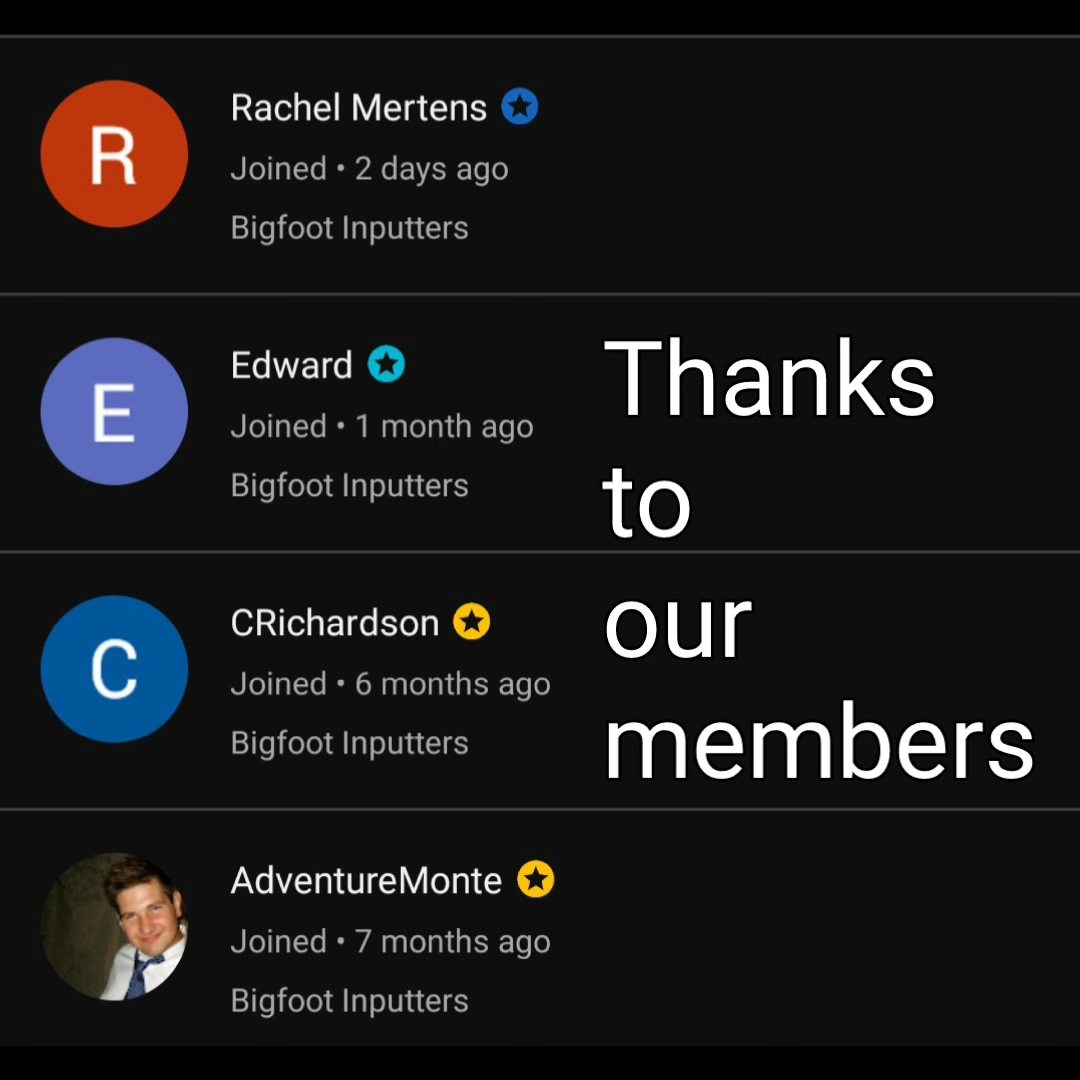 R
Rachel Mertens
Joined • 2 days ago
Bigfoot Inputters
E
Edward
Joined • 1 month ago
Bigfoot Inputters
C
CRichardson
Joined • 6 months ago
Bigfoot Inputters
AdventureMonte
Joined • 7 months ago
Bigfoot Inputters
Thanks
to
our
members